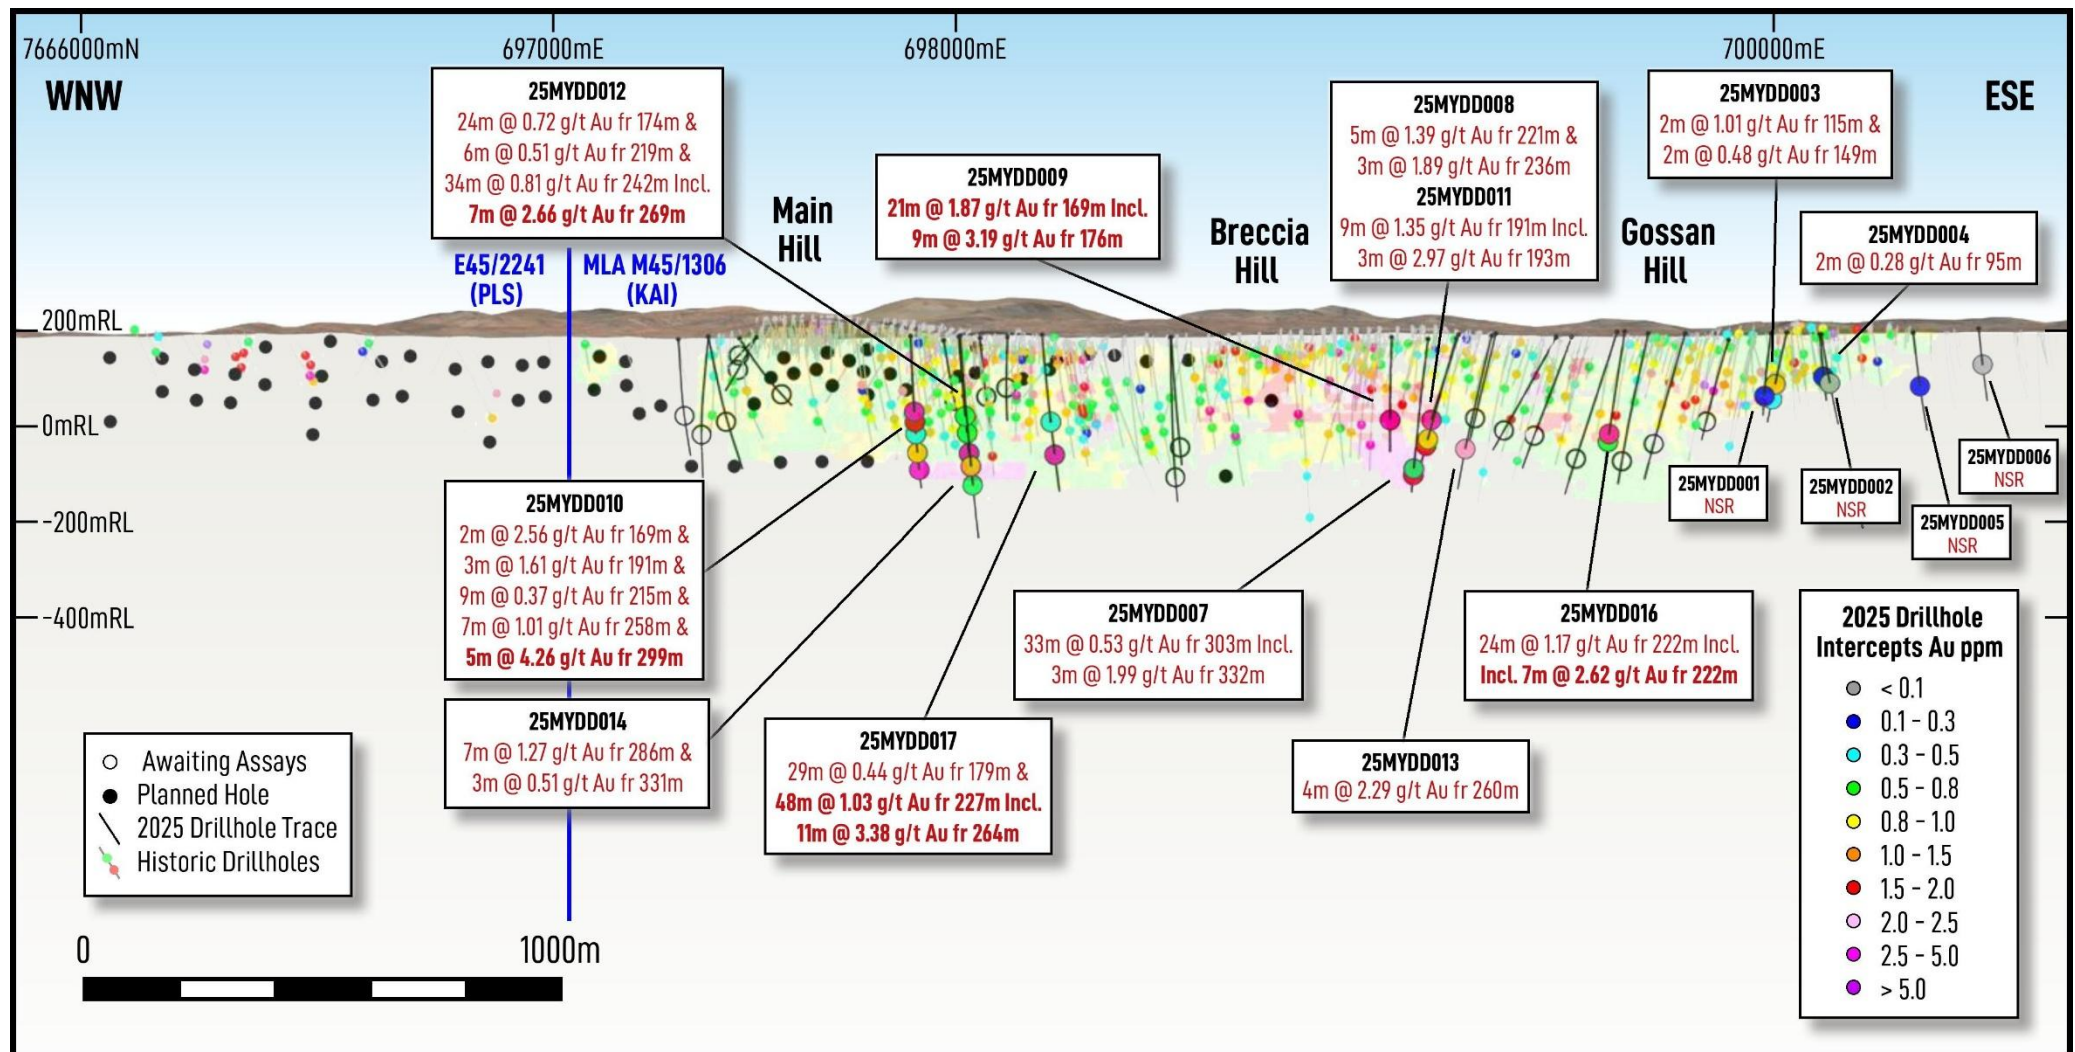 7666000mN
697000mE
698000mE
700000mE
WNW
ESE
25MYDD012
24m @ 0.72 g/t Au fr 174m &
6m @ 0.51 g/t Au fr 219m &
34m @ 0.81 g/t Au fr 242m Incl.
7m @ 2.66 g/t Au fr 269m
Main
Hill
25MYDD009
21m @ 1.87 g/t Au fr 169m Incl.
9m @ 3.19 g/t Au fr 176m
Breccia
Hill
25MYDD008
5m @ 1.39 g/t Au fr 221m &
3m @ 1.89 g/t Au fr 236m
25MYDD011
9m @ 1.35 g/t Au fr 191m Incl.
3m @ 2.97 g/t Au fr 193m
Gossan
Hill
25MYDD003
2m @ 1.01 g/t Au fr 115m &
2m @ 0.48 g/t Au fr 149m
25MYDD004
2m @ 0.28 g/t Au fr 95m
E45/2241
(PLS)
MLA M45/1306
(KAI)
200mRL
0mRL
-200mRL
-400mRL
25MYDD010
2m @ 2.56 g/t Au fr 169m &
3m @ 1.61 g/t Au fr 191m &
9m @ 0.37 g/t Au fr 215m &
7m @ 1.01 g/t Au fr 258m &
5m @ 4.26 g/t Au fr 299m
25MYDD014
7m @ 1.27 g/t Au fr 286m &
3m @ 0.51 g/t Au fr 331m
25MYDD017
29m @ 0.44 g/t Au fr 179m &
48m @ 1.03 g/t Au fr 227m Incl.
11m @ 3.38 g/t Au fr 264m
25MYDD007
33m @ 0.53 g/t Au fr 303m Incl.
3m @ 1.99 g/t Au fr 332m
25MYDD013
4m @ 2.29 g/t Au fr 260m
25MYDD016
24m @ 1.17 g/t Au fr 222m Incl.
Incl. 7m @ 2.62 g/t Au fr 222m
25MYDD001
NSR
25MYDD002
NSR
25MYDD005
NSR
25MYDD006
NSR
Awaiting Assays
Planned Hole
2025 Drillhole Trace
Historic Drillholes
0
1000m
2025 Drillhole
Intercepts Au ppm
< 0.1
0.1 - 0.3
0.3 - 0.5
0.5 - 0.8
0.8 - 1.0
1.0 - 1.5
1.5 - 2.0
2.0 - 2.5
2.5 - 5.0
> 5.0